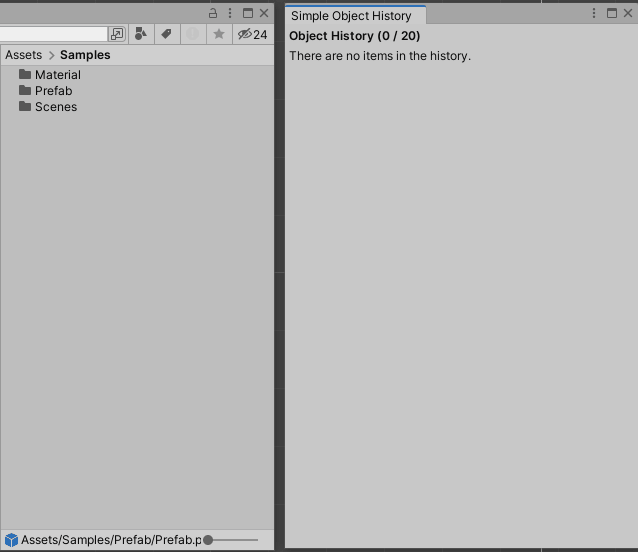 24
Assets > Samples
Material
Prefab
Scenes
Assets/Samples/Prefab/Prefab.p
Simple Object History
Object History (0 / 20)
There are no items in the history.